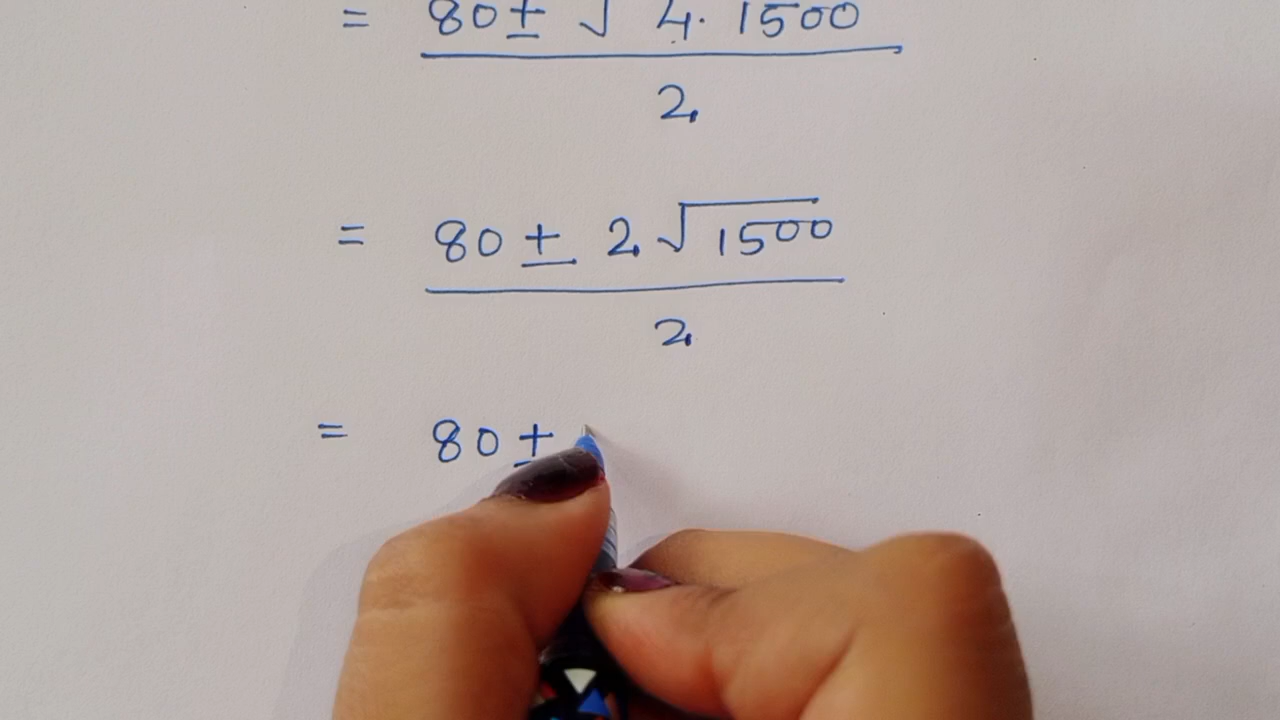 = 80 ± √ 4. 1500
2
= 80 ± 2 √1500
2
= 80 ±